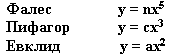 Фалес y = nx⁵
Пифагор y = cx³
Евклид y = ax²